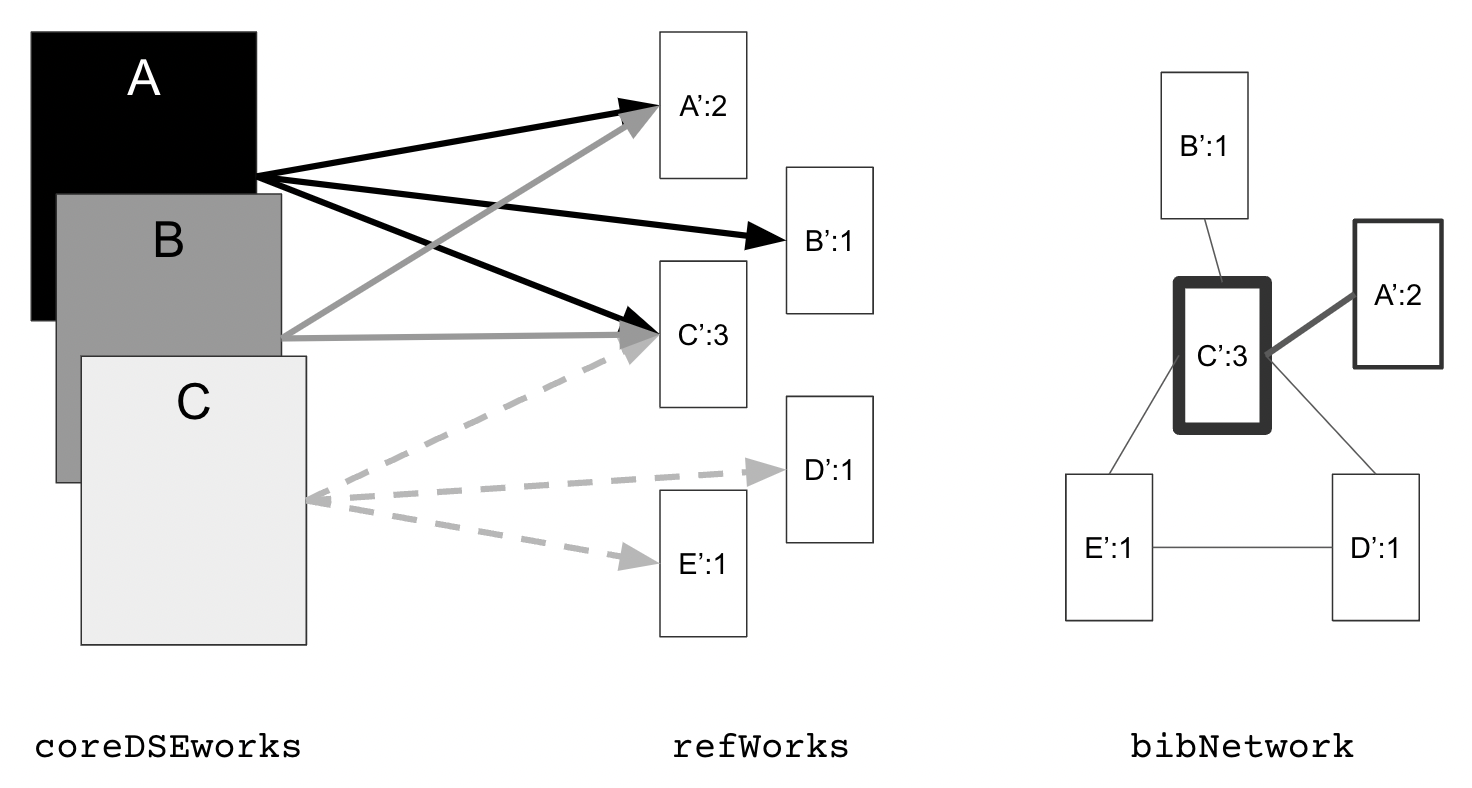 A
B
C
A’:2
B’:1
C’:3
D’:1
E’:1
B’:1
A’:2
C’:3
E’:1
D’:1
coreDSEworks
refWorks
bibNetwork